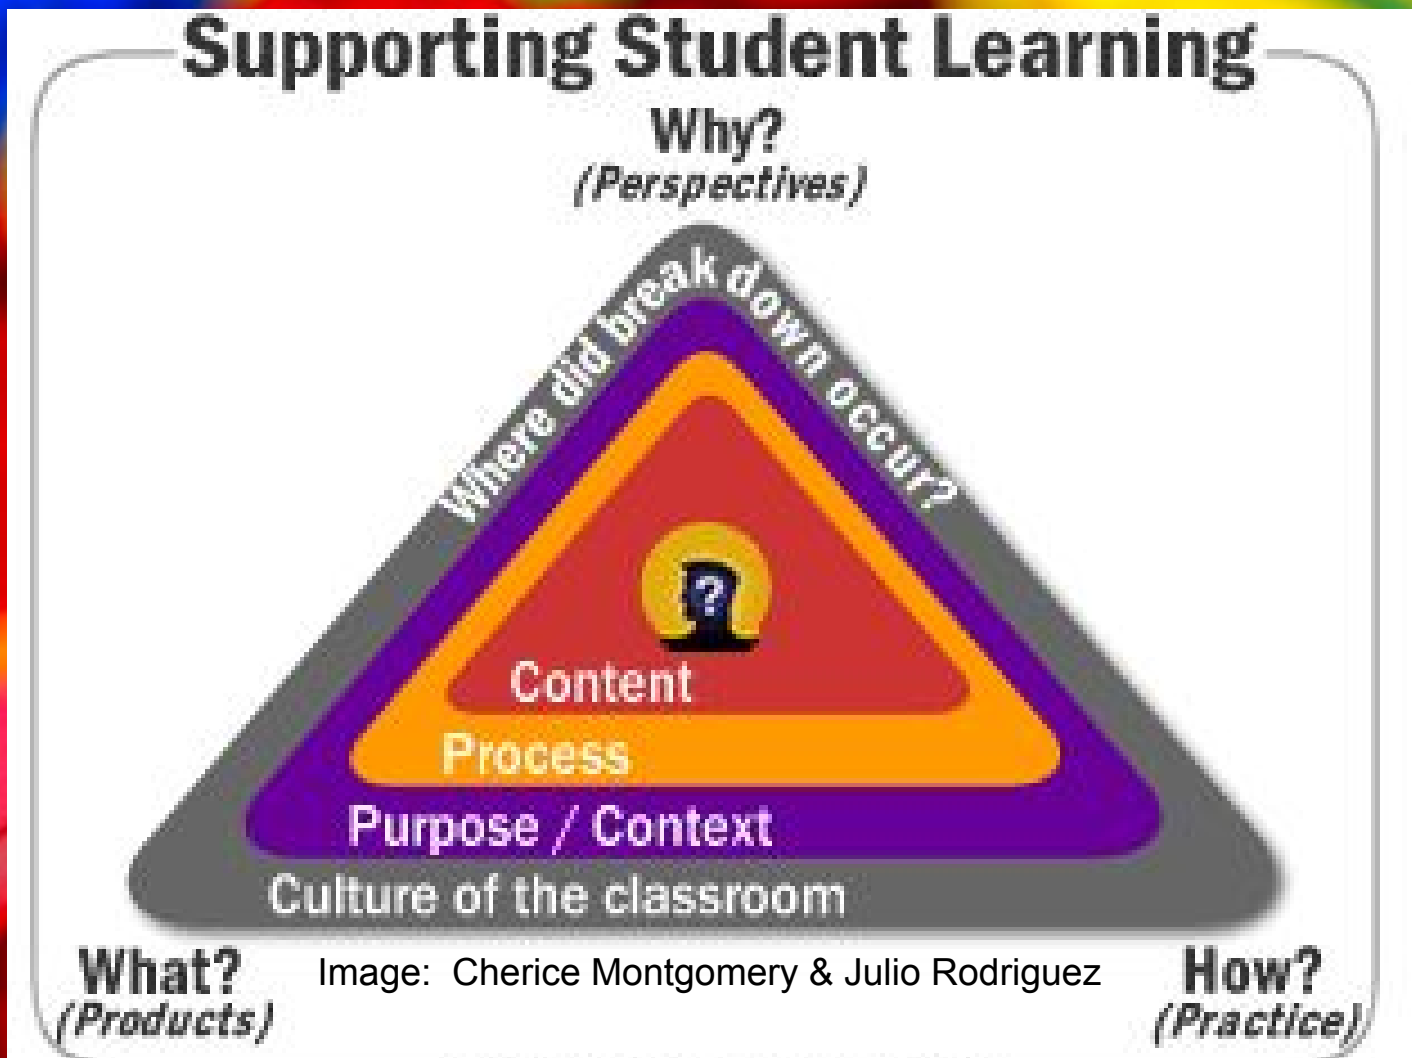 Supporting Student Learning
Why?
(Perspectives)
Where did break down occur?
?
Content
Process
Purpose / Context
Culture of the classroom
What?
(Products)
Image: Cherice Montgomery & Julio Rodriguez
How?
(Practice)